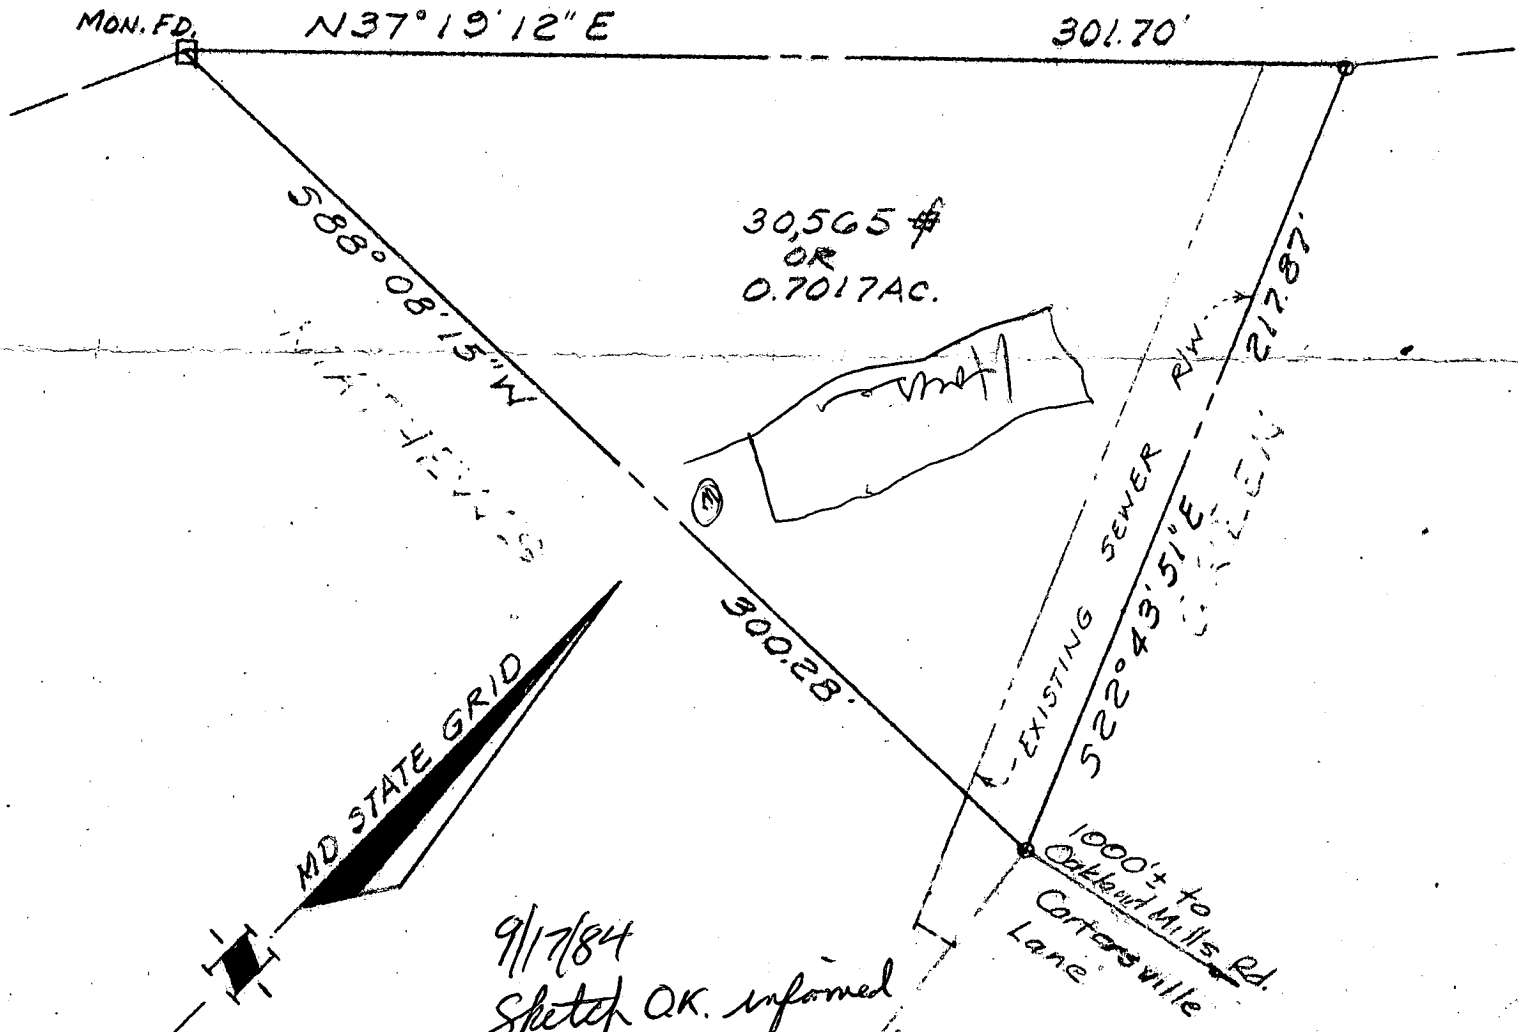 MON. FD.
N37°19'12"E
301.70'
S88°08'15"W
30,565 #
OR
0.7017AC.
217.87'
R/W
EXISTING SEWER
S22°43'51"E
GREEN
300.28'
MD STATE GRID
1000'± to
Oakland Mills Rd.
Cartersville
Lane
9/17/84
Sketch O.K. informed